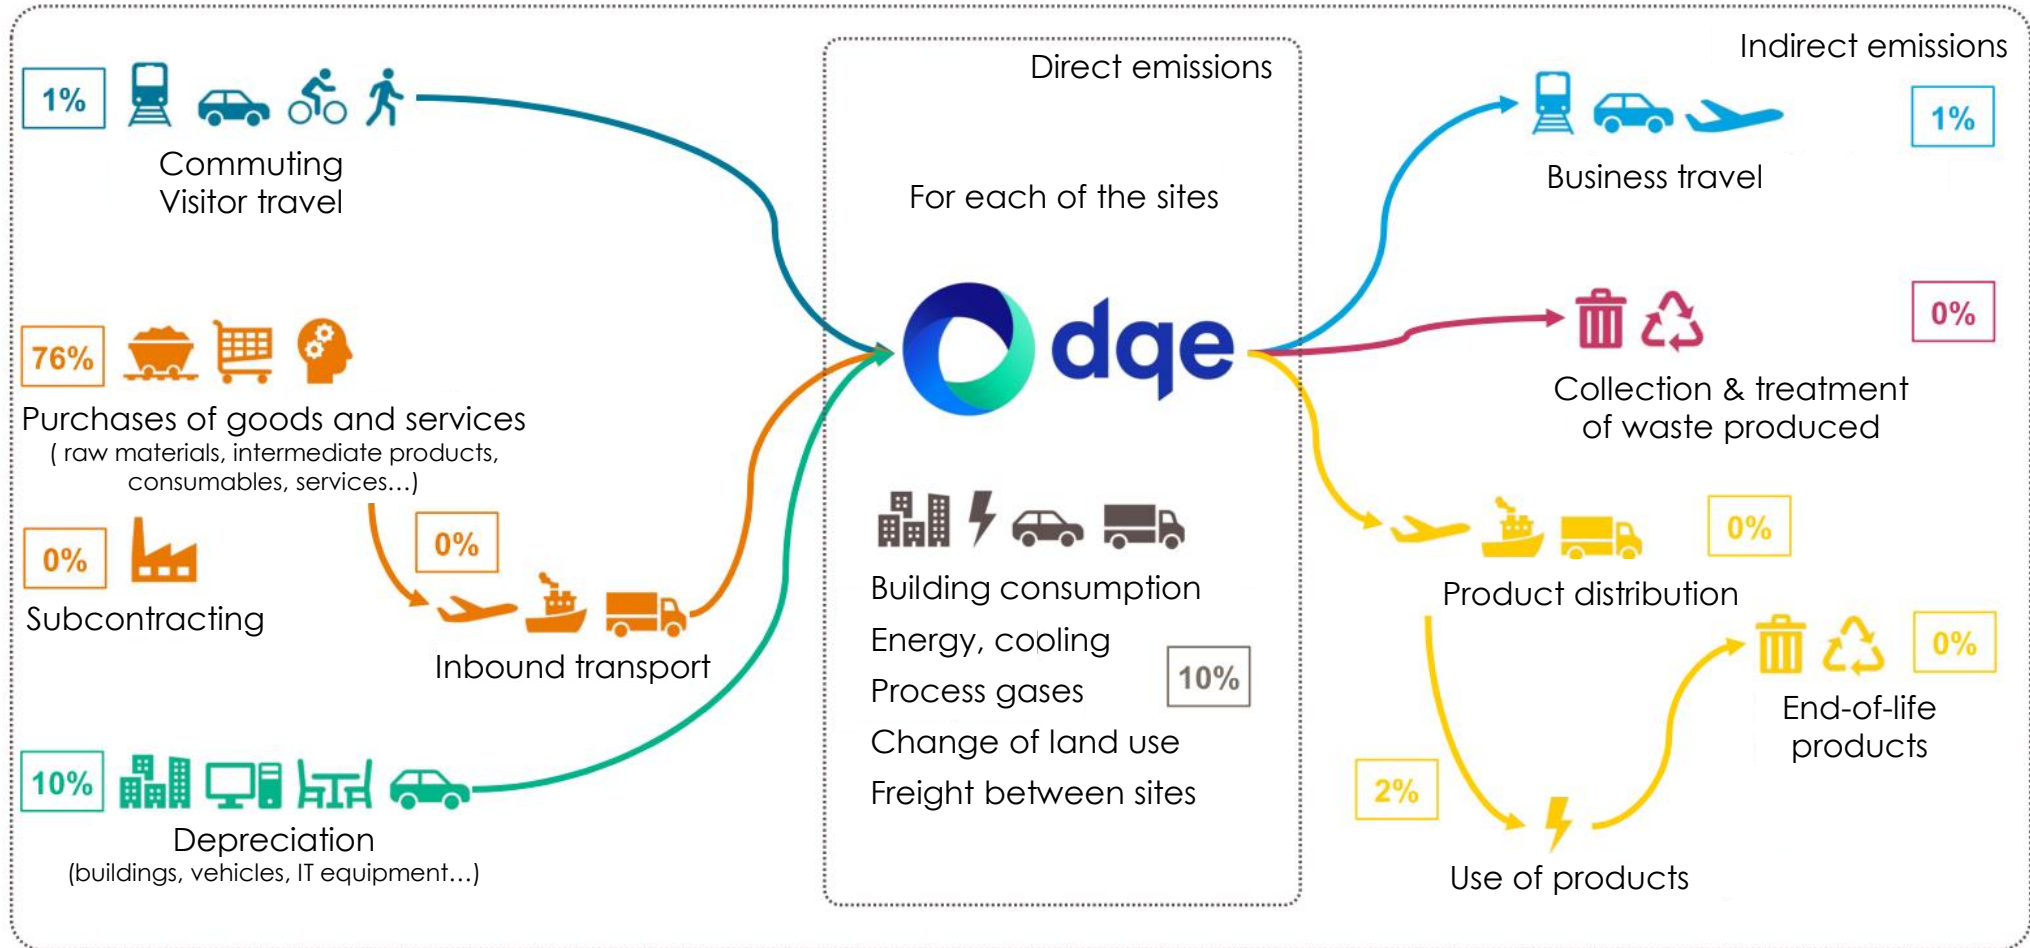 Direct emissions
Indirect emissions
1%
Commuting
Visitor travel
76%
Purchases of goods and services
( raw materials, intermediate products,
consumables, services...)
0%
Subcontracting
0%
Inbound transport
10%
Depreciation
(buildings, vehicles, IT equipment...)
For each of the sites
dqe
Building consumption
Energy, cooling
Process gases
10%
Change of land use
Freight between sites
1%
Business travel
0%
Collection & treatment
of waste produced
0%
Product distribution
0%
End-of-life
products
2%
Use of products